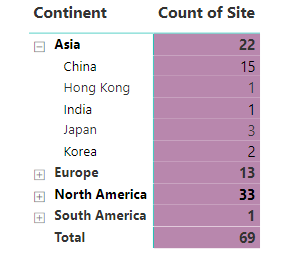 Continent Count of Site
Asia 22
China 15
Hong Kong 1
India 1
Japan 3
Korea 2
Europe 13
North America 33
South America 1
Total 69